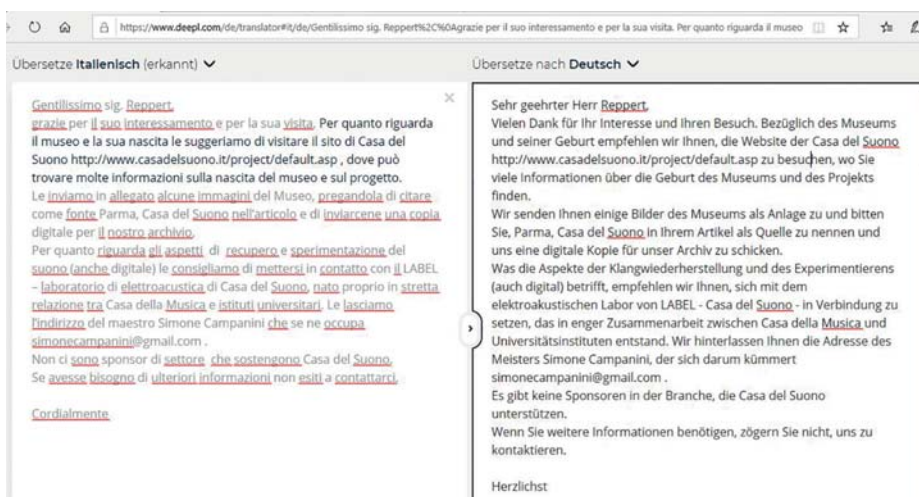 https://www.deepl.com/de/translator#it/de/Gentilissimo sig. Reppert%2C%0Agrazie per il suo interessamento e per la sua visita. Per quanto riguarda il museo
Übersetze Italienisch (erkannt)
Gentilissimo sig. Reppert,
grazie per il suo interessamento e per la sua visita. Per quanto riguarda
il museo e la sua nascita le suggeriamo di visitare il sito di Casa del
Suono http://www.casadelsuono.it/project/default.asp , dove può
trovare molte informazioni sulla nascita del museo e sul progetto.
Le inviamo in allegato alcune immagini del Museo, pregandola di citare
come fonte Parma, Casa del Suono nell'articolo e di inviarcene una copia
digitale per il nostro archivio.
Per quanto riguarda gli aspetti di recupero e sperimentazione del
suono (anche digitale) le consigliamo di mettersi in contatto con il LABEL
– laboratorio di elettroacustica di Casa del Suono, nato proprio in stretta
relazione tra Casa della Musica e istituti universitari. Le lasciamo
l'indirizzo del maestro Simone Campanini che se ne occupa
simonecampanini@gmail.com .
Non ci sono sponsor di settore che sostengono Casa del Suono.
Se avesse bisogno di ulteriori informazioni non esiti a contattarci.
Cordialmente
Übersetze nach Deutsch
Sehr geehrter Herr Reppert,
Vielen Dank für Ihr Interesse und Ihren Besuch. Bezüglich des Museums
und seiner Geburt empfehlen wir Ihnen, die Website der Casa del Suono
http://www.casadelsuono.it/project/default.asp zu besuchen, wo Sie
viele Informationen über die Geburt des Museums und des Projekts
finden.
Wir senden Ihnen einige Bilder des Museums als Anlage zu und bitten
Sie, Parma, Casa del Suono in Ihrem Artikel als Quelle zu nennen und
uns eine digitale Kopie für unser Archiv zu schicken.
Was die Aspekte der Klangwiederherstellung und des Experimentierens
(auch digital) betrifft, empfehlen wir Ihnen, sich mit dem
elektroakustischen Labor von LABEL - Casa del Suono - in Verbindung zu
setzen, das in enger Zusammenarbeit zwischen Casa della Musica und
Universitätsinstituten entstand. Wir hinterlassen Ihnen die Adresse des
Meisters Simone Campanini, der sich darum kümmert
simonecampanini@gmail.com .
Es gibt keine Sponsoren in der Branche, die Casa del Suono
unterstützen.
Wenn Sie weitere Informationen benötigen, zögern Sie nicht, uns zu
kontaktieren.
Herzlichst